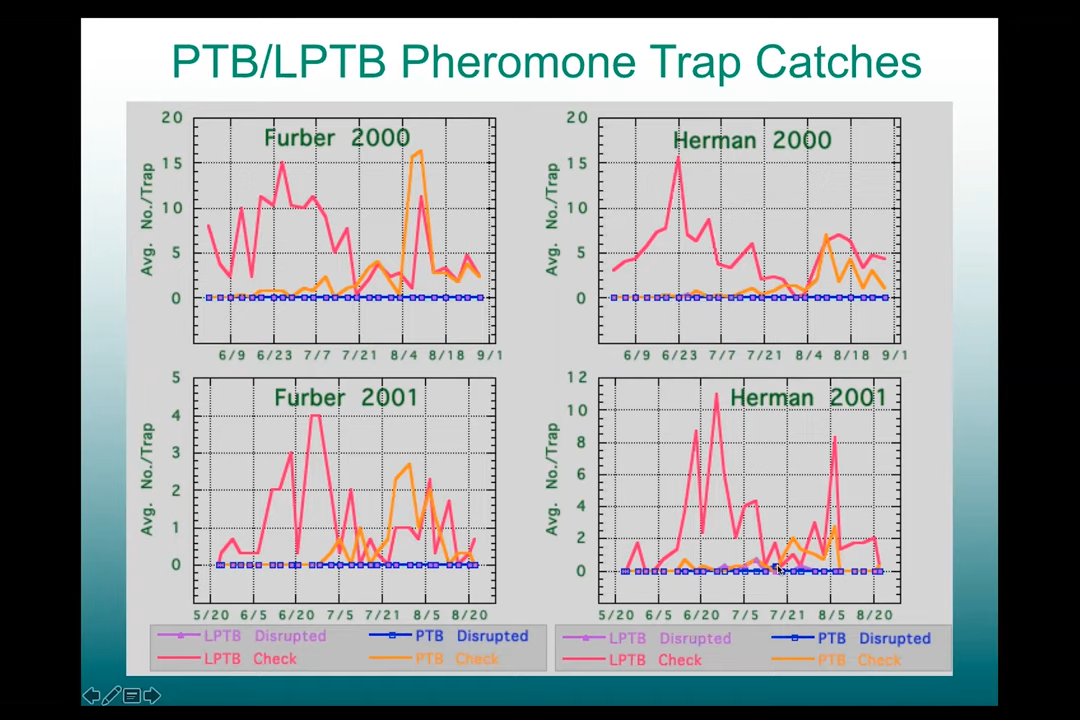 PTB/LPTB Pheromone Trap Catches
Furber 2000
Avg. No./Trap
20
15
10
5
0
6/9 6/23 7/7 7/21 8/4 8/18 9/1
Herman 2000
Avg. No./Trap
20
15
10
5
0
6/9 6/23 7/7 7/21 8/4 8/18 9/1
Furber 2001
Avg. No./Trap
5
4
3
2
1
0
5/20 6/5 6/20 7/5 7/21 8/5 8/20
Herman 2001
Avg. No./Trap
12
10
8
6
4
2
0
5/20 6/5 6/20 7/5 7/21 8/5 8/20
LPTB Disrupted PTB Disrupted
LPTB Check PTB Check
LPTB Disrupted PTB Disrupted
LPTB Check PTB Check